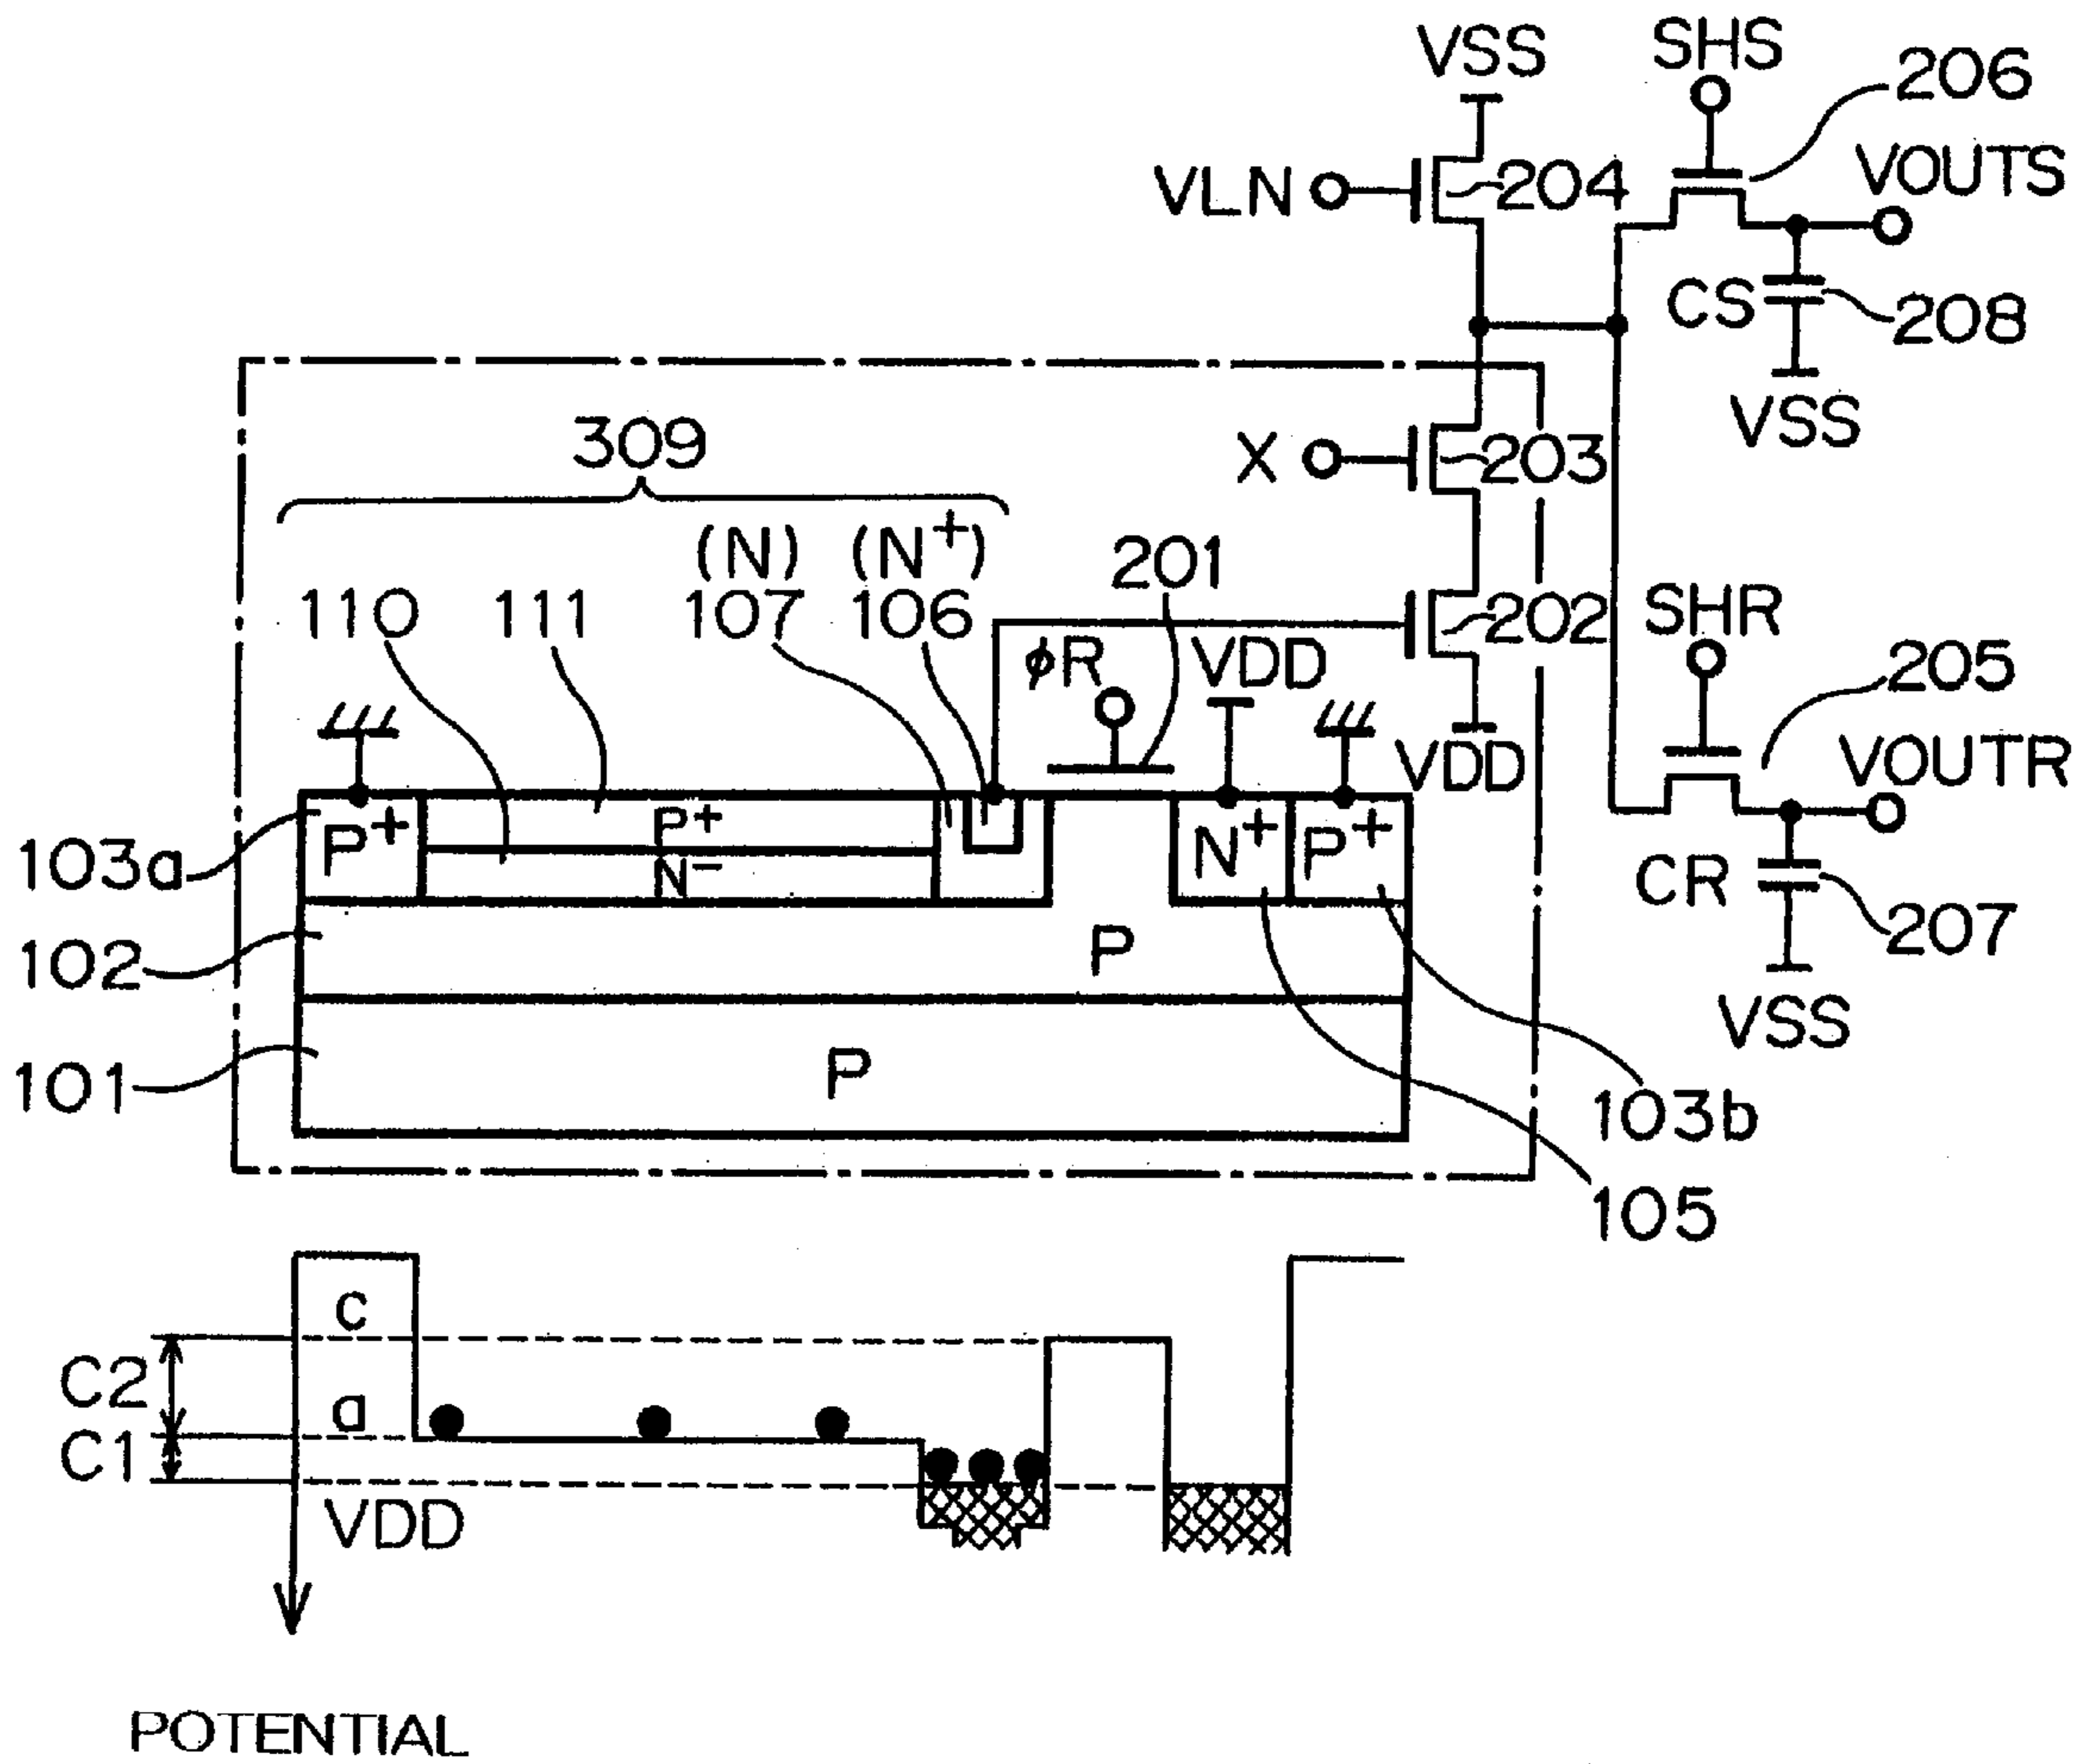 VSS
SHS
206
VLN
204
VOUTS
CS
208
VSS
309
X
203
(N) (N+)
201
110
111
107
106
202
SHR
φR
VDD
205
VDD
VOUTR
103a
P+
P+
N-
N+
P+
CR
207
102
P
VSS
101
P
103b
105
C
C2
a
C1
VDD
POTENTIAL